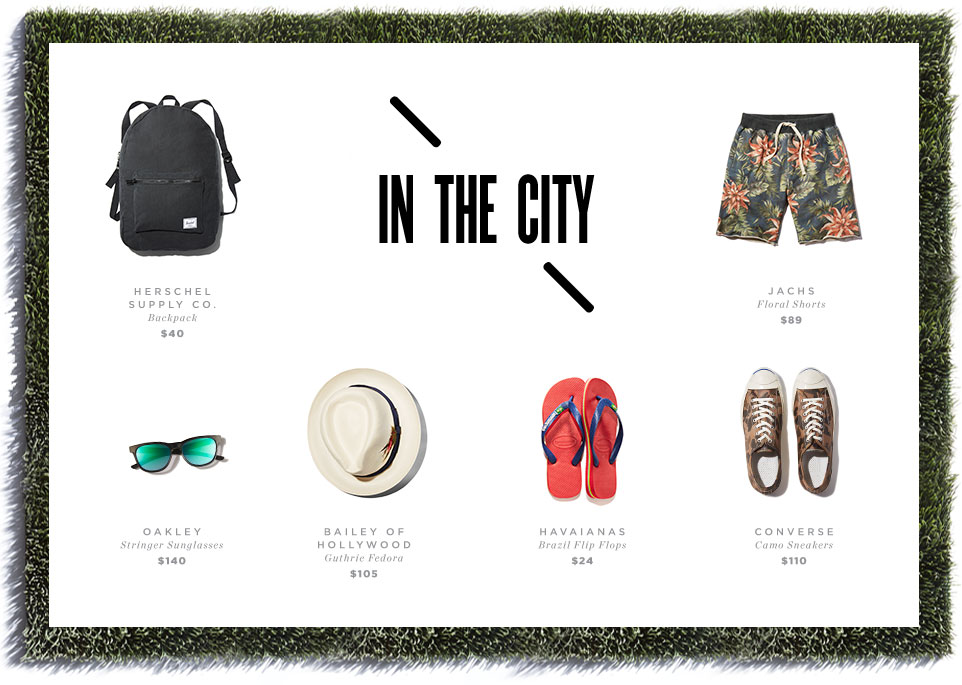 IN THE CITY
HERSCHEL
SUPPLY CO.
Backpack
$40
JACHS
Floral Shorts
$89
OAKLEY
Stringer Sunglasses
$140
BAILEY OF
HOLLYWOOD
Guthrie Fedora
$105
HAVAIANAS
Brazil Flip Flops
$24
CONVERSE
Camo Sneakers
$110